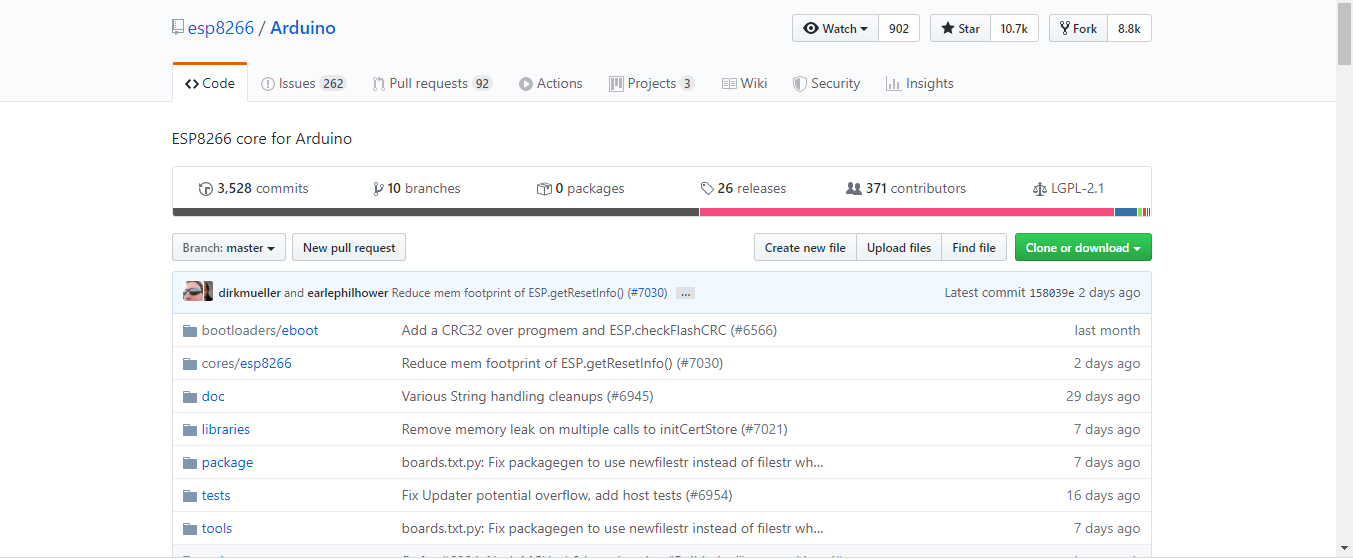 esp8266 / Arduino Watch 902 Star 10.7k Fork 8.8k
Code Issues 262 Pull requests 92 Actions Projects 3 Wiki Security Insights
ESP8266 core for Arduino
3,528 commits 10 branches 0 packages 26 releases 371 contributors LGPL-2.1
Branch: master New pull request Create new file Upload files Find file Clone or download
dirkmueller and earlephilhower Reduce mem footprint of ESP.getResetInfo() (#7030) ... Latest commit 158039e 2 days ago
bootloaders/eboot Add a CRC32 over progmem and ESP.checkFlashCRC (#6566) last month
cores/esp8266 Reduce mem footprint of ESP.getResetInfo() (#7030) 2 days ago
doc Various String handling cleanups (#6945) 29 days ago
libraries Remove memory leak on multiple calls to initCertStore (#7021) 7 days ago
package boards.txt.py: Fix packagegen to use newfilestr instead of filestr wh... 7 days ago
tests Fix Updater potential overflow, add host tests (#6954) 16 days ago
tools boards.txt.py: Fix packagegen to use newfilestr instead of filestr wh... 7 days ago